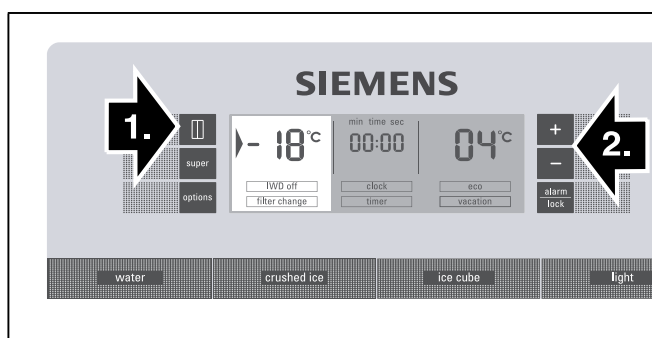 SIEMENS
1.
super
options
- 18°C
IWD off
filter change
min time sec
00:00
clock
timer
04°C
eco
vacation
+
-
alarm
lock
2.
water
crushed ice
ice cube
light